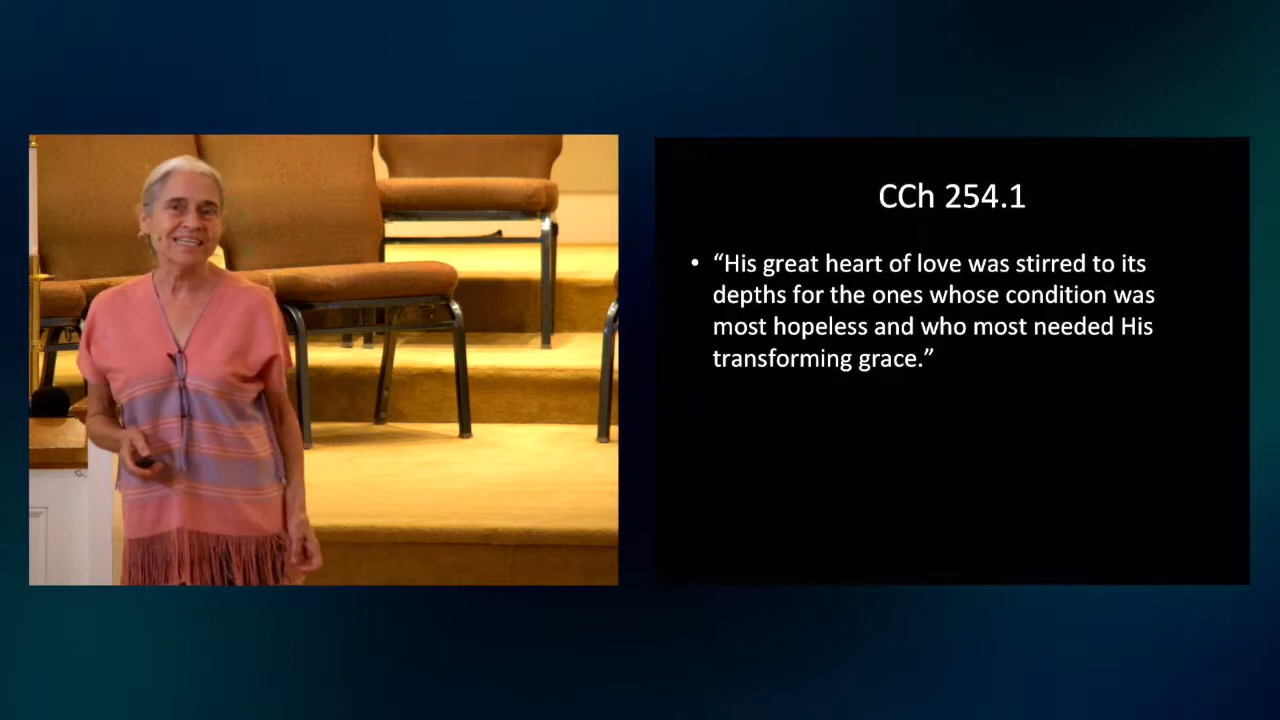 CCh 254.1
• “His great heart of love was stirred to its
depths for the ones whose condition was
most hopeless and who most needed His
transforming grace.”